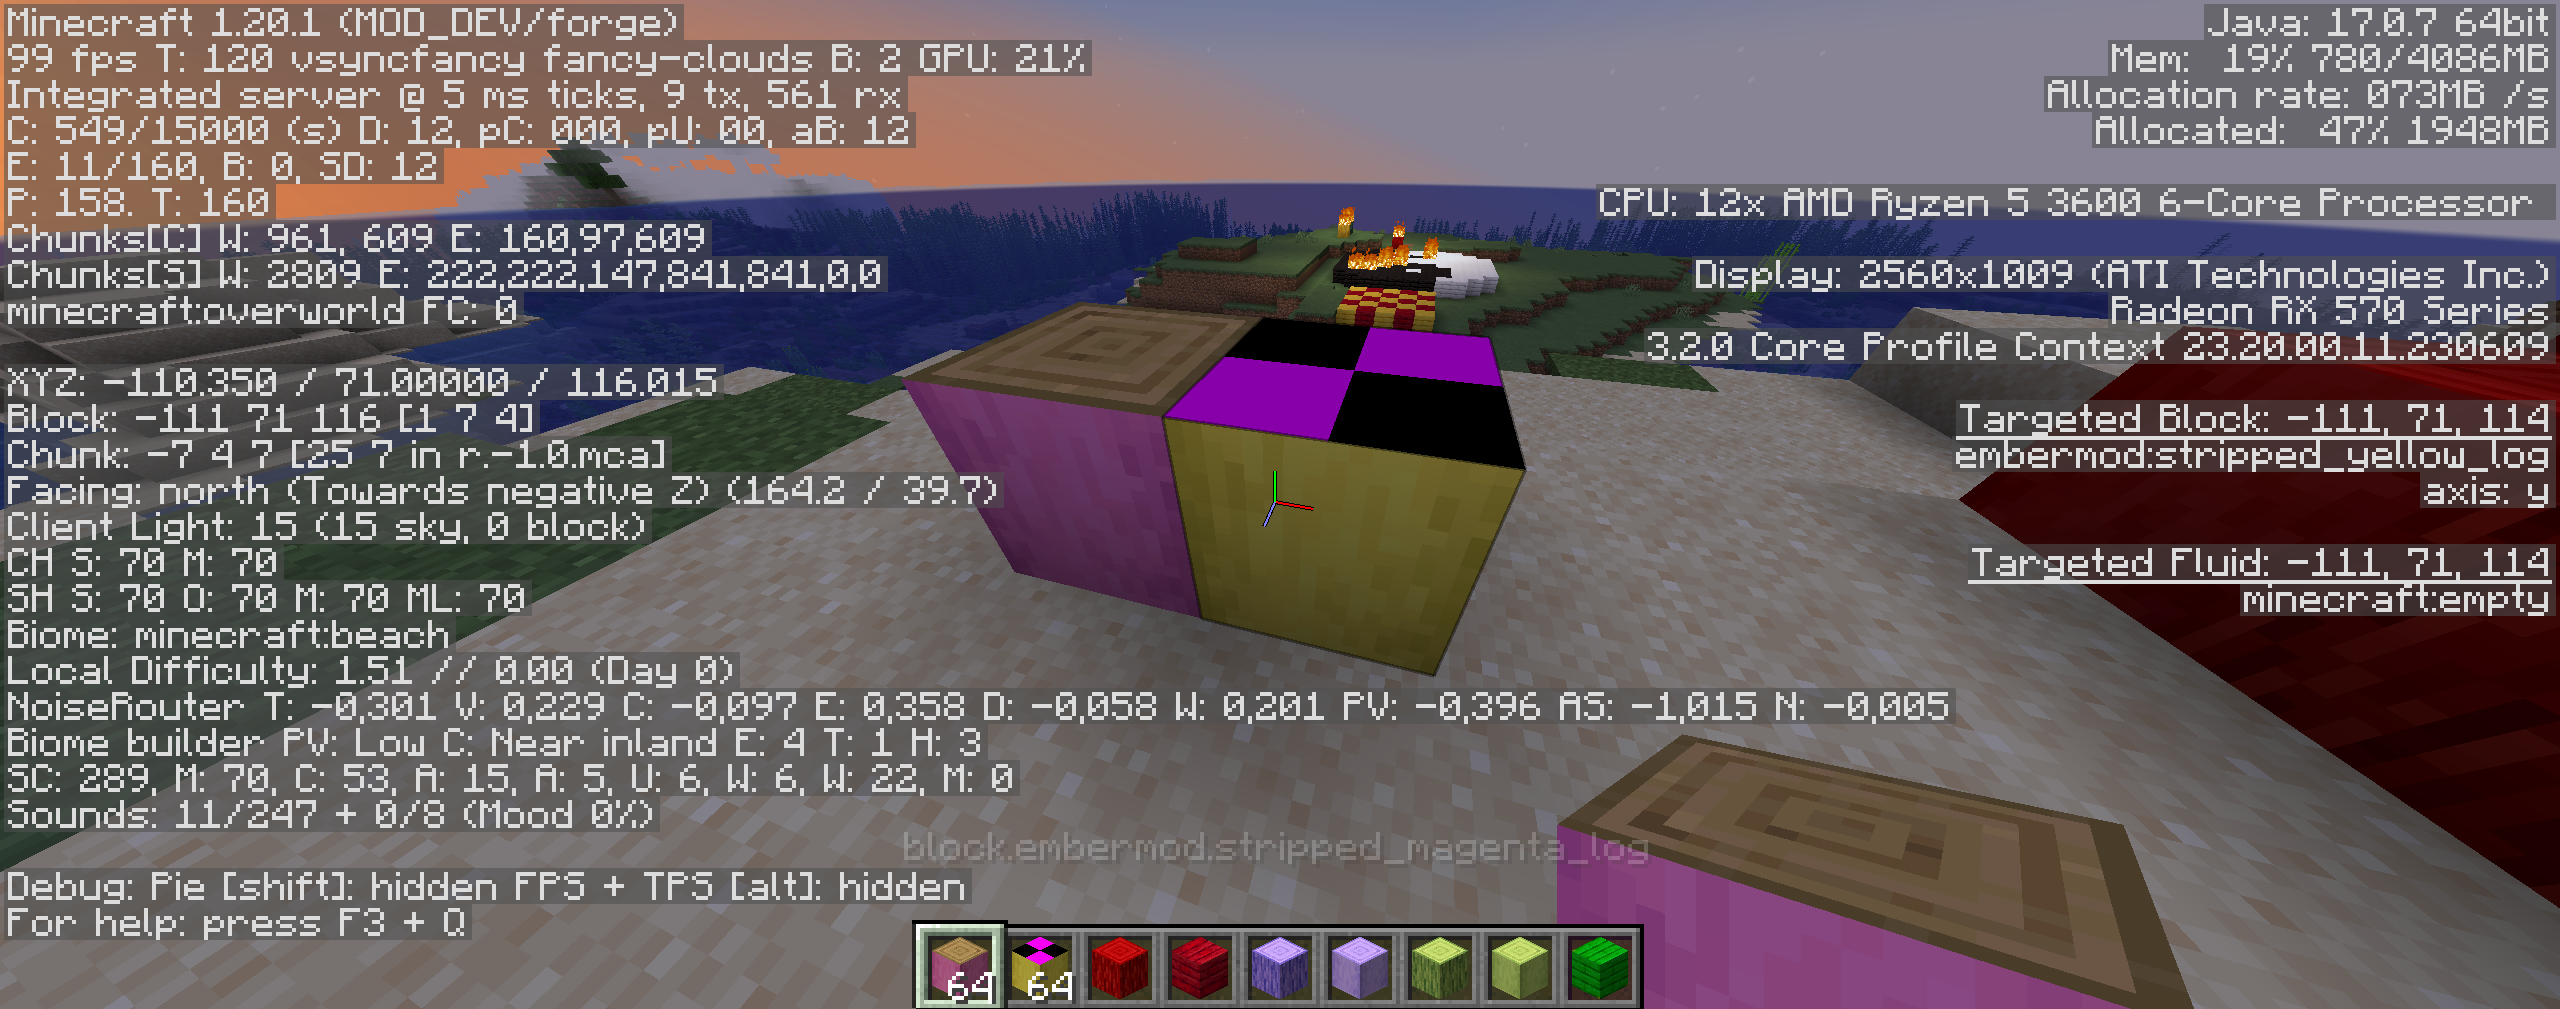 Minecraft 1.20.1 (MOD_DEV/forge)
99 fps T: 120 vsyncfancy fancy-clouds B: 2 GPU: 21%
Integrated server @ 5 ms ticks, 9 tx, 561 rx
C: 549/15000 (s) D: 12, pC: 000, pU: 00, aB: 12
E: 11/160, B: 0, SD: 12
P: 158. T: 160
Chunks[C] W: 961, 609 E: 160,97,609
Chunks[S] W: 2809 E: 222,222,147,841,841,0,0
minecraft:overworld FC: 0
XYZ: -110.350 / 71.00000 / 116.015
Block: -111 71 116 [1 7 4]
Chunk: -7 4 7 [25 7 in r.-1.0.mca]
Facing: north (Towards negative Z) (164.2 / 39.7)
Client Light: 15 (15 sky, 0 block)
CH S: 70 M: 70
SH S: 70 O: 70 M: 70 ML: 70
Biome: minecraft:beach
Local Difficulty: 1.51 // 0.00 (Day 0)
NoiseRouter T: -0,301 V: 0,229 C: -0,097 E: 0,358 D: -0,058 W: 0,201 PV: -0,396 AS: -1,015 N: -0,005
Biome builder PV: Low C: Near inland E: 4 T: 1 H: 3
SC: 289, M: 70, C: 53, A: 15, A: 5, U: 6, W: 6, W: 22, M: 0
Sounds: 11/247 + 0/8 (Mood 0%)
Debug: Pie [shift]: hidden FPS + TPS [alt]: hidden
For help: press F3 + Q
Java: 17.0.7 64bit
Mem: 19% 780/4086MB
Allocation rate: 073MB /s
Allocated: 47% 1948MB
CPU: 12x AMD Ryzen 5 3600 6-Core Processor
Display: 2560x1009 (ATI Technologies Inc.)
Radeon RX 570 Series
3.2.0 Core Profile Context 23.20.00.11.230609
Targeted Block: -111, 71, 114
embermod:stripped_yellow_log
axis: y
Targeted Fluid: -111, 71, 114
minecraft:empty
block.embermod.stripped_magenta_log
64
64